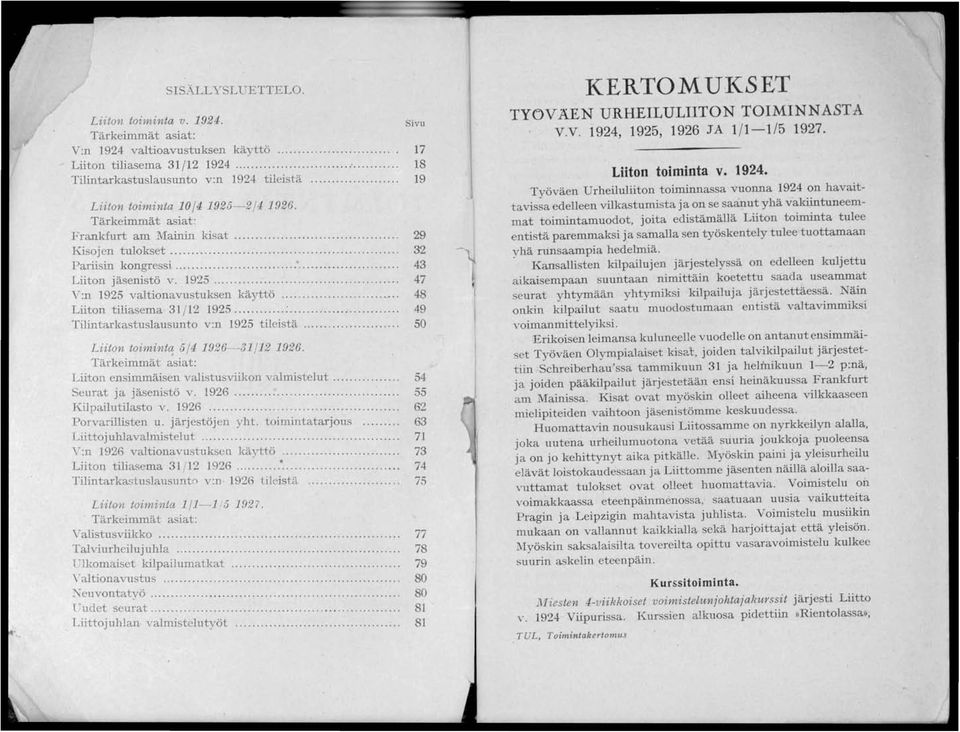 SISÄLLYSLUETTELO.
Liiton toiminta v. 1924. Sivu
Tärkeimmät asiat:
V:n 1924 valtioavustuksen käyttö .............................. 17
Liiton tiliasema 31/12 1924 ........................................ 18
Tilintarkastuslausunto v:n 1924 tileistä ...................... 19
Liiton toiminta 10/4 1925—2/4 1926.
Tärkeimmät asiat:
Frankfurt am Mainin kisat ......................................... 29
Kisojen tulokset ......................................................... 32
Pariisin kongressi ....................................................... 43
Liiton jäsenistö v. 1925 .............................................. 47
V:n 1925 valtionavustuksen käyttö ............................. 48
Liiton tiliasema 31/12 1925 ........................................ 49
Tilintarkastuslausunto v:n 1925 tileistä ....................... 50
Liiton toiminta 5/4 1926—31/12 1926.
Tärkeimmät asiat:
Liiton ensimmäisen valistusviikon valmistelut ................ 54
Seurat ja jäsenistö v. 1926 ......................................... 55
Kilpailutilasto v. 1926 ................................................ 62
Porvarillisten u. järjestöjen yht. toimintatarjous ......... 63
Liittojuhlavalmistelut ................................................. 71
V:n 1926 valtionavustuksen käyttö ............................. 73
Liiton tiliasema 31/12 1926 ........................................ 74
Tilintarkastuslausunto v:n 1926 tileistä ...................... 75
Liiton toiminta 1/1—1/5 1927.
Tärkeimmät asiat:
Valistusviikko ............................................................ 77
Talviurheilujuhla ........................................................ 78
Ulkomaiset kilpailumatkat ......................................... 79
Valtionavustus ........................................................... 80
Neuvontatyö .............................................................. 80
Uudet seurat .............................................................. 81
Liittojuhlan valmistelutyöt ......................................... 81
KERTOMUKSET
TYÖVÄEN URHEILULIITON TOIMINNASTA
V.V. 1924, 1925, 1926 JA 1/1—1/5 1927.
Liiton toiminta v. 1924.
Työväen Urheiluliiton toiminnassa vuonna 1924 on havait-
tavissa edelleen vilkastumista ja on se saanut yhä vakiintuneem-
mat toimintamuodot, joita edistämällä Liiton toiminta tulee
entistä paremmaksi ja samalla sen työskentely tulee tuottamaan
yhä runsaampia hedelmiä.
Kansallisten kilpailujen järjestelyssä on edelleen kuljettu
aikaisempaan suuntaan nimittäin koetettu saada useammat
seurat yhtymään yhtymiksi kilpailuja järjestettäessä. Näin
onkin kilpailut saatu muodostumaan entistä valtavimmiksi
voimanmittelyiksi.
Erikoisen leimansa kuluneelle vuodelle on antanut ensimmäi-
set Työväen Olympialaiset kisat, joiden talvikilpailut järjestet-
tiin Schreiberhau'ssa tammikuun 31 ja helmikuun 1—2 p:nä,
ja joiden pääkilpailut järjestetään ensi heinäkuussa Frankfurt
am Mainissa. Kisat ovat myöskin olleet aiheena vilkkaaseen
mielipiteiden vaihtoon jäsenistömme keskuudessa.
Huomattavin nousukausi Liitossamme on nyrkkeilyn alalla,
joka uutena urheilumuotona vetää suuria joukkoja puoleensa
ja on jo kehittynyt aika pitkälle. Myöskin paini ja yleisurheilu
elävät loistokaudessaan ja Liittomme jäsenten näillä aloilla saa-
vuttamat tulokset ovat olleet huomattavia. Voimistelu on
voimakkaassa eteenpäinmenossa, saatuaan uusia vaikutteita
Pragin ja Leipzigin mahtavista juhlista. Voimistelu musiikin
mukaan on vallannut kaikkialla sekä harjoittajat että yleisön.
Myöskin saksalaisilta tovereilta opittu vasaravoimistelu kulkee
suurin askelin eteenpäin.
Kurssitoiminta.
Miesten 4-viikkoiset voimistelunjohtajakurssit järjesti Liitto
v. 1924 Viipurissa. Kurssien alkuosa pidettiin »Rientolassa»,
TUL, Toimintakertomus